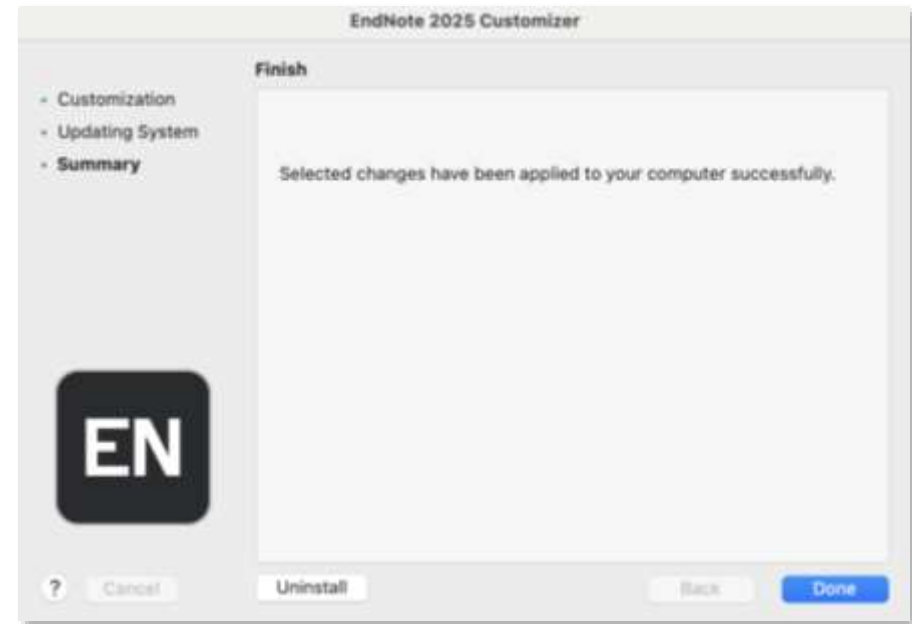 EndNote 2025 Customizer
Finish
Customization
Updating System
Summary
Selected changes have been applied to your computer successfully.
EN
? Cancel Uninstall Back Done